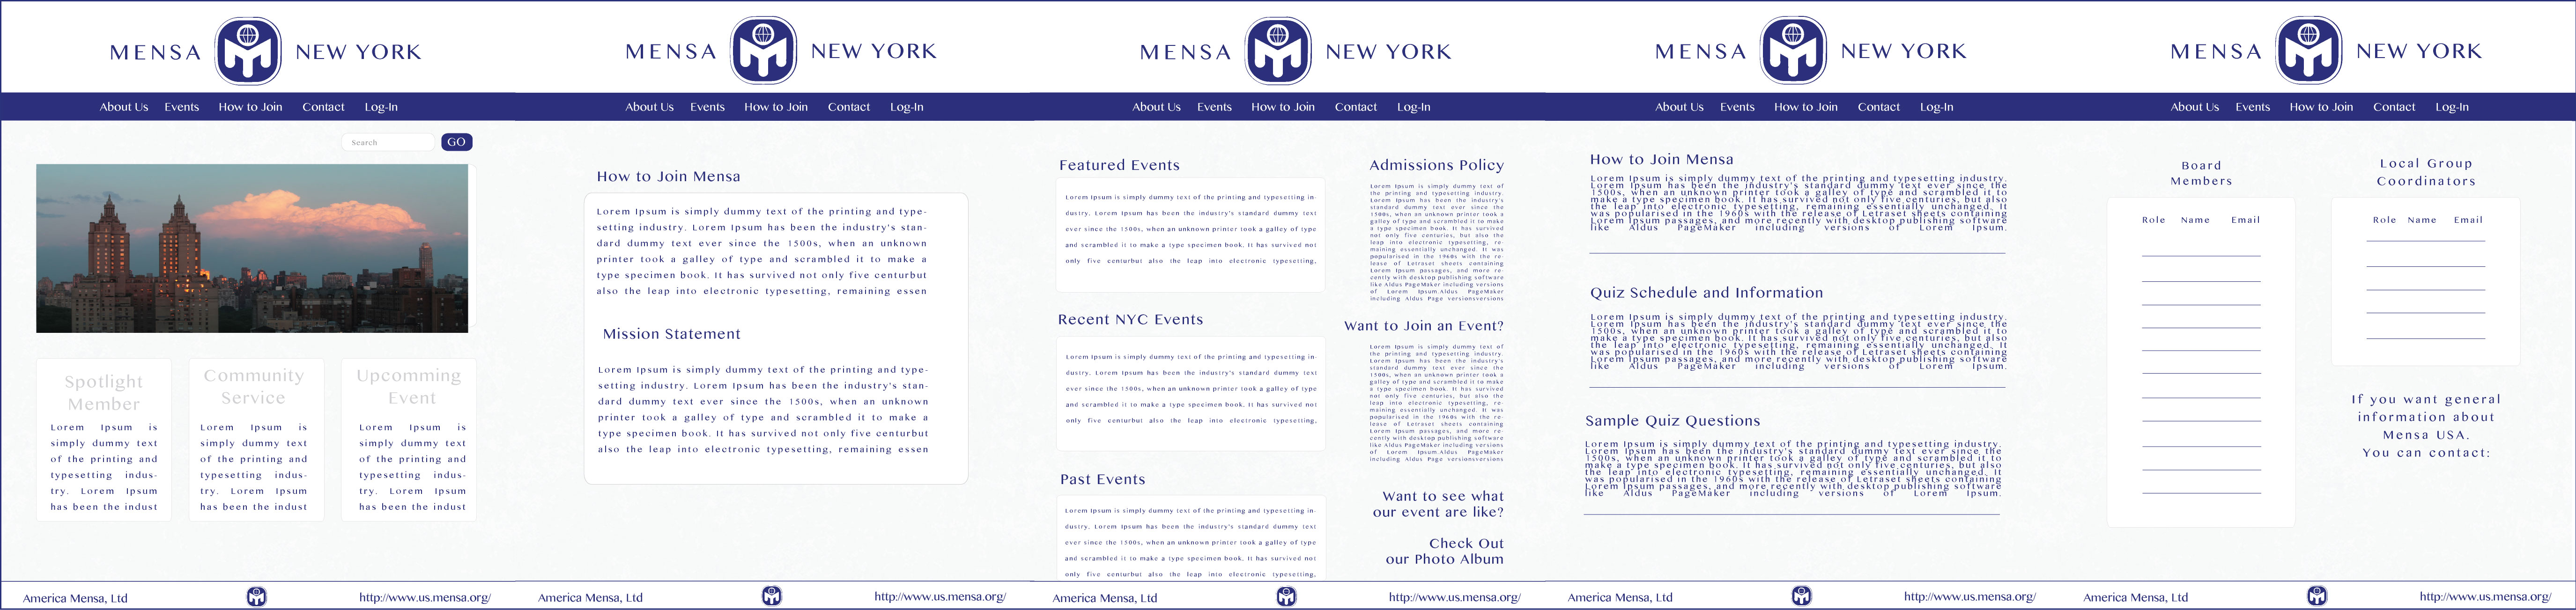 MENSA NEW YORK
About Us Events How to Join Contact Log-In
Search GO
Spotlight
Member
Lorem Ipsum is
simply dummy text
of the printing and
typesetting indus-
try. Lorem Ipsum
has been the indust
Community
Service
Lorem Ipsum is
simply dummy text
of the printing and
typesetting indus-
try. Lorem Ipsum
has been the indust
Upcomming
Event
Lorem Ipsum is
simply dummy text
of the printing and
typesetting indus-
try. Lorem Ipsum
has been the indust
America Mensa, Ltd
http://www.us.mensa.org/
MENSA NEW YORK
About Us Events How to Join Contact Log-In
How to Join Mensa
Lorem Ipsum is simply dummy text of the printing and type-
setting industry. Lorem Ipsum has been the industry's stan-
dard dummy text ever since the 1500s, when an unknown
printer took a galley of type and scrambled it to make a
type specimen book. It has survived not only five centurbut
also the leap into electronic typesetting, remaining essen
Mission Statement
Lorem Ipsum is simply dummy text of the printing and type-
setting industry. Lorem Ipsum has been the industry's stan-
dard dummy text ever since the 1500s, when an unknown
printer took a galley of type and scrambled it to make a
type specimen book. It has survived not only five centurbut
also the leap into electronic typesetting, remaining essen
America Mensa, Ltd
http://www.us.mensa.org/
MENSA NEW YORK
About Us Events How to Join Contact Log-In
Featured Events
Lorem Ipsum is simply dummy text of the printing and typesetting in-
dustry. Lorem Ipsum has been the industry's standard dummy text
ever since the 1500s, when an unknown printer took a galley of type
and scrambled it to make a type specimen book. It has survived not
only five centurbut also the leap into electronic typesetting,
Recent NYC Events
Lorem Ipsum is simply dummy text of the printing and typesetting in-
dustry. Lorem Ipsum has been the industry's standard dummy text
ever since the 1500s, when an unknown printer took a galley of type
and scrambled it to make a type specimen book. It has survived not
only five centurbut also the leap into electronic typesetting,
Past Events
Lorem Ipsum is simply dummy text of the printing and typesetting in-
dustry. Lorem Ipsum has been the industry's standard dummy text
ever since the 1500s, when an unknown printer took a galley of type
and scrambled it to make a type specimen book. It has survived not
only five centurbut also the leap into electronic typesetting,
Admissions Policy
Lorem Ipsum is simply dummy text of
the printing and typesetting industry.
Lorem Ipsum has been the industry's
standard dummy text ever since the
1500s, when an unknown printer took a
galley of type and scrambled it to make
a type specimen book. It has survived
not only five centuries, but also the
leap into electronic typesetting, re-
maining essentially unchanged. It was
popularised in the 1960s with the re-
lease of Letraset sheets containing
Lorem Ipsum passages, and more re-
cently with desktop publishing software
like Aldus PageMaker including versions
of Lorem Ipsum.Aldus PageMaker
including Aldus Page versionsversions
Want to Join an Event?
Lorem Ipsum is simply dummy text of
the printing and typesetting industry.
Lorem Ipsum has been the industry's
standard dummy text ever since the
1500s, when an unknown printer took a
galley of type and scrambled it to make
a type specimen book. It has survived
not only five centuries, but also the
leap into electronic typesetting, re-
maining essentially unchanged. It was
popularised in the 1960s with the re-
lease of Letraset sheets containing
Lorem Ipsum passages, and more re-
cently with desktop publishing software
like Aldus PageMaker including versions
of Lorem Ipsum.Aldus PageMaker
including Aldus Page versionsversions
Want to see what
our event are like?
Check Out
our Photo Album
America Mensa, Ltd
http://www.us.mensa.org/
MENSA NEW YORK
About Us Events How to Join Contact Log-In
How to Join Mensa
Lorem Ipsum is simply dummy text of the printing and typesetting industry.
Lorem Ipsum has been the industry's standard dummy text ever since the
1500s, when an unknown printer took a galley of type and scrambled it to
make a type specimen book. It has survived not only five centuries, but also
the leap into electronic typesetting, remaining essentially unchanged. It
was popularised in the 1960s with the release of Letraset sheets containing
Lorem Ipsum passages, and more recently with desktop publishing software
like Aldus PageMaker including versions of Lorem Ipsum.
Quiz Schedule and Information
Lorem Ipsum is simply dummy text of the printing and typesetting industry.
Lorem Ipsum has been the industry's standard dummy text ever since the
1500s, when an unknown printer took a galley of type and scrambled it to
make a type specimen book. It has survived not only five centuries, but also
the leap into electronic typesetting, remaining essentially unchanged. It
was popularised in the 1960s with the release of Letraset sheets containing
Lorem Ipsum passages, and more recently with desktop publishing software
like Aldus PageMaker including versions of Lorem Ipsum.
Sample Quiz Questions
Lorem Ipsum is simply dummy text of the printing and typesetting industry.
Lorem Ipsum has been the industry's standard dummy text ever since the
1500s, when an unknown printer took a galley of type and scrambled it to
make a type specimen book. It has survived not only five centuries, but also
the leap into electronic typesetting, remaining essentially unchanged. It
was popularised in the 1960s with the release of Letraset sheets containing
Lorem Ipsum passages, and more recently with desktop publishing software
like Aldus PageMaker including versions of Lorem Ipsum.
America Mensa, Ltd
http://www.us.mensa.org/
MENSA NEW YORK
About Us Events How to Join Contact Log-In
Board
Members
Role Name Email
Local Group
Coordinators
Role Name Email
If you want general
information about
Mensa USA.
You can contact:
America Mensa, Ltd
http://www.us.mensa.org/